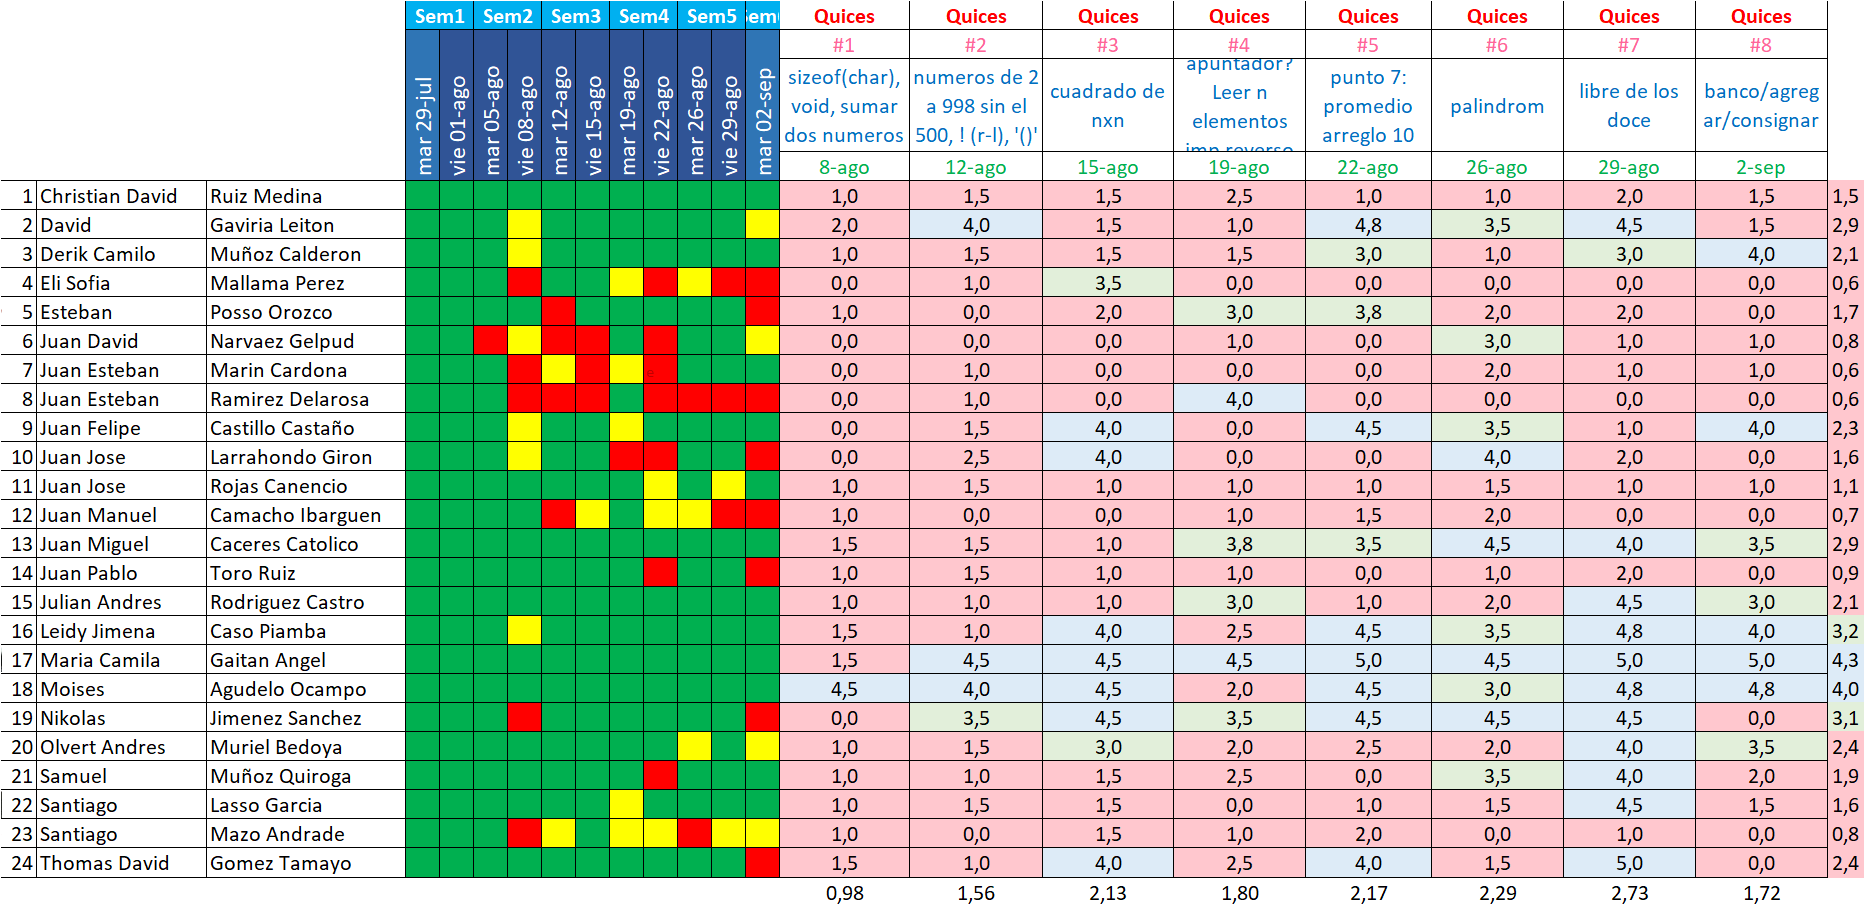 Sem1 Sem2 Sem3 Sem4 Sem5 Quices Quices Quices Quices Quices Quices Quices Quices
#1 #2 #3 #4 #5 #6 #7 #8
mar 29-jul vie 01-ago mar 05-ago vie 08-ago mar 12-ago vie 15-ago mar 19-ago vie 22-ago mar 26-ago vie 29-ago mar 02-sep
sizeof(char), void, sumar dos numeros
numeros de 2 a 998 sin el 500, ! (r-l), '()'
cuadrado de nxn
apuntador? Leer n elementos imp reverso
punto 7: promedio arreglo 10
palindrom
libre de los doce
banco/agregar/consignar
8-ago 12-ago 15-ago 19-ago 22-ago 26-ago 29-ago 2-sep
1 Christian David Ruiz Medina 1,0 1,5 1,5 2,5 1,0 1,0 2,0 1,5 1,5
2 David Gaviria Leiton 2,0 4,0 1,5 1,0 4,8 3,5 4,5 1,5 2,9
3 Derik Camilo Muñoz Calderon 1,0 1,5 1,5 1,5 3,0 1,0 3,0 4,0 2,1
4 Eli Sofia Mallama Perez 0,0 1,0 3,5 0,0 0,0 0,0 0,0 0,0 0,6
5 Esteban Posso Orozco 1,0 0,0 2,0 3,0 3,8 2,0 2,0 0,0 1,7
6 Juan David Narvaez Gelpud 0,0 0,0 0,0 1,0 0,0 3,0 1,0 1,0 0,8
7 Juan Esteban Marin Cardona e 0,0 1,0 0,0 0,0 0,0 2,0 1,0 1,0 0,6
8 Juan Esteban Ramirez Delarosa 0,0 1,0 0,0 4,0 0,0 0,0 0,0 0,0 0,6
9 Juan Felipe Castillo Castaño 0,0 1,5 4,0 0,0 4,5 3,5 1,0 4,0 2,3
10 Juan Jose Larrahondo Giron 0,0 2,5 4,0 0,0 0,0 4,0 2,0 0,0 1,6
11 Juan Jose Rojas Canencio 1,0 1,5 1,0 1,0 1,0 1,5 1,0 1,0 1,1
12 Juan Manuel Camacho Ibarguen 1,0 0,0 0,0 1,0 1,5 2,0 0,0 0,0 0,7
13 Juan Miguel Caceres Catolico 1,5 1,5 1,0 3,8 3,5 4,5 4,0 3,5 2,9
14 Juan Pablo Toro Ruiz 1,0 1,5 1,0 1,0 0,0 1,0 2,0 0,0 0,9
15 Julian Andres Rodriguez Castro 1,0 1,0 1,0 3,0 1,0 2,0 4,5 3,0 2,1
16 Leidy Jimena Caso Piamba 1,5 1,0 4,0 2,5 4,5 3,5 4,8 4,0 3,2
17 Maria Camila Gaitan Angel 1,5 4,5 4,5 4,5 5,0 4,5 5,0 5,0 4,3
18 Moises Agudelo Ocampo 4,5 4,0 4,5 2,0 4,5 3,0 4,8 4,8 4,0
19 Nikolas Jimenez Sanchez 0,0 3,5 4,5 3,5 4,5 4,5 4,5 0,0 3,1
20 Olvert Andres Muriel Bedoya 1,0 1,5 3,0 2,0 2,5 2,0 4,0 3,5 2,4
21 Samuel Muñoz Quiroga 1,0 1,0 1,5 2,5 0,0 3,5 4,0 2,0 1,9
22 Santiago Lasso Garcia 1,0 1,5 1,5 0,0 1,0 1,5 4,5 1,5 1,6
23 Santiago Mazo Andrade 1,0 0,0 1,5 1,0 2,0 0,0 1,0 0,0 0,8
24 Thomas David Gomez Tamayo 1,5 1,0 4,0 2,5 4,0 1,5 5,0 0,0 2,4
0,98 1,56 2,13 1,80 2,17 2,29 2,73 1,72